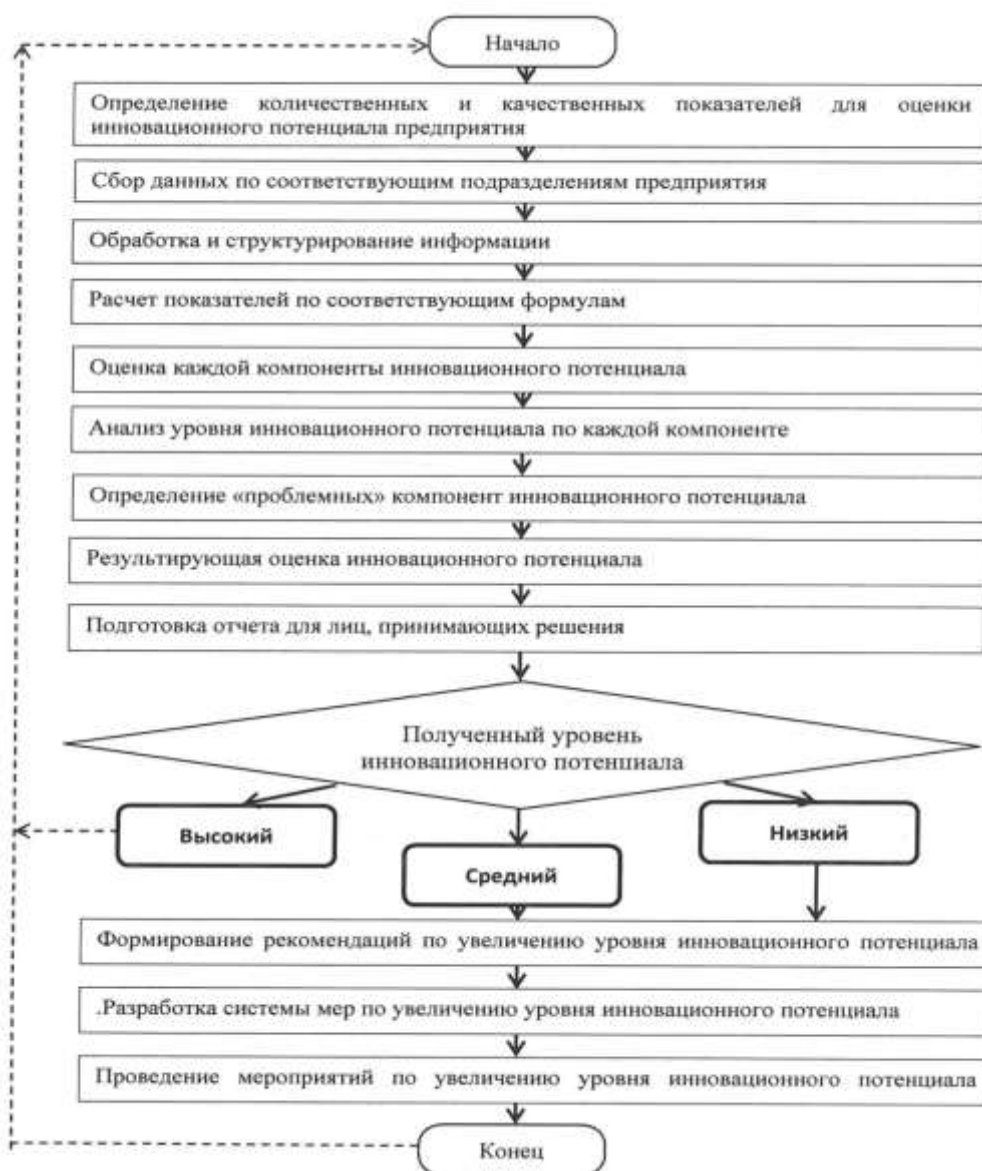 Начало
Определение количественных и качественных показателей для оценки
инновационного потенциала предприятия
Сбор данных по соответствующим подразделениям предприятия
Обработка и структурирование информации
Расчет показателей по соответствующим формулам
Оценка каждой компоненты инновационного потенциала
Анализ уровня инновационного потенциала по каждой компоненте
Определение «проблемных» компонент инновационного потенциала
Результирующая оценка инновационного потенциала
Подготовка отчета для лиц, принимающих решения
Полученный уровень
инновационного потенциала
Высокий
Низкий
Средний
Формирование рекомендаций по увеличению уровня инновационного потенциала
.Разработка системы мер по увеличению уровня инновационного потенциала
Проведение мероприятий по увеличению уровня инновационного потенциала
Конец